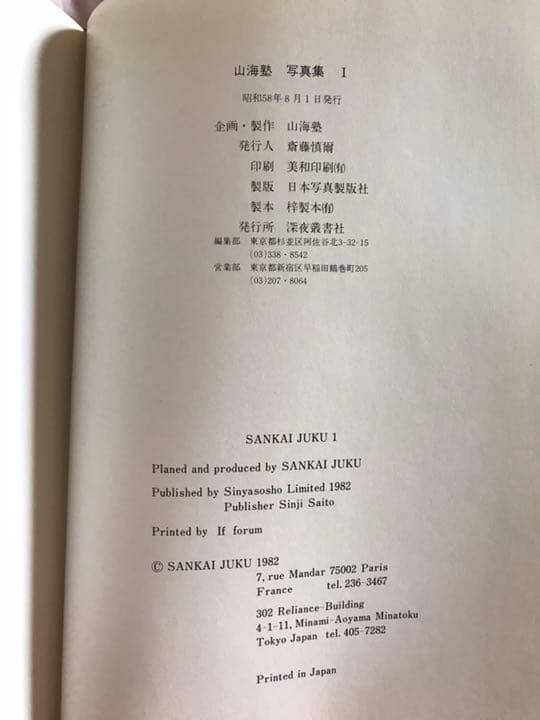 山海塾 写真集 I
昭和58年8月1日発行
企画・製作 山海塾
発行人 斎藤慎爾
印刷 美和印刷㈲
製版 日本写真製版社
製本 梓製本㈲
発行所 深夜叢書社
編集部 東京都杉並区阿佐谷北3-32-15
(03)338・8542
営業部 東京都新宿区早稲田鶴巻町205
(03)207・8064
SANKAI JUKU 1
Planed and produced by SANKAI JUKU
Published by Sinyasosho Limited 1982
Publisher Sinji Saito
Printed by If forum
© SANKAI JUKU 1982
7, rue Mandar 75002 Paris
France tel. 236-3467
302 Reliance-Building
4-1-11, Minami-Aoyama Minatoku
Tokyo Japan tel. 405-7282
Printed in Japan